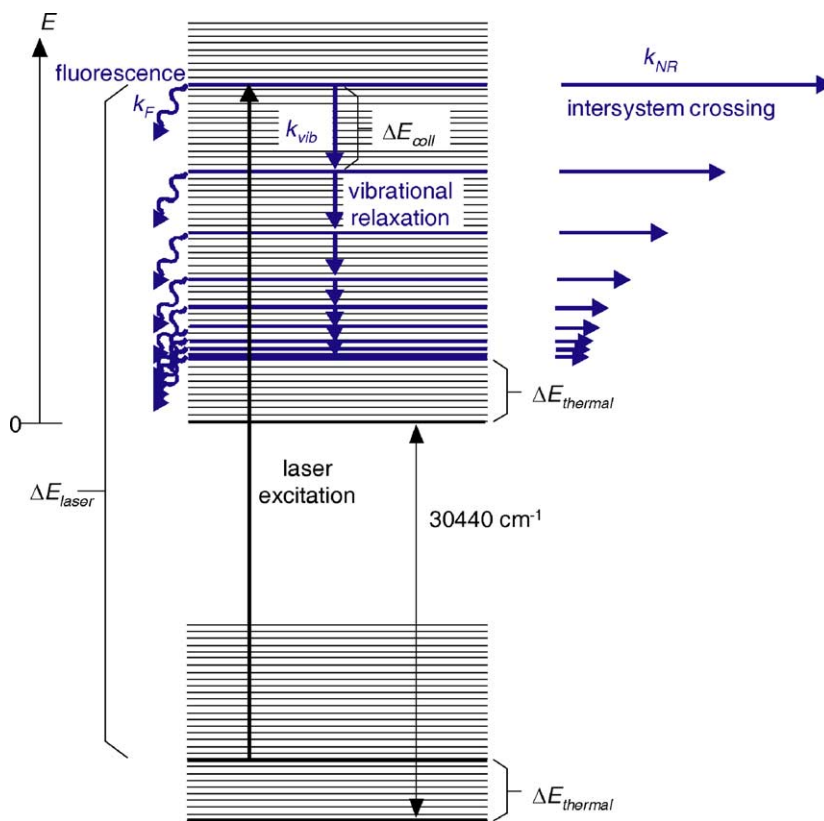 E
fluorescence
k_F
k_vib
ΔE_coll
k_NR
intersystem crossing
vibrational
relaxation
ΔE_thermal
0
ΔE_laser
laser
excitation
30440 cm⁻¹
ΔE_thermal